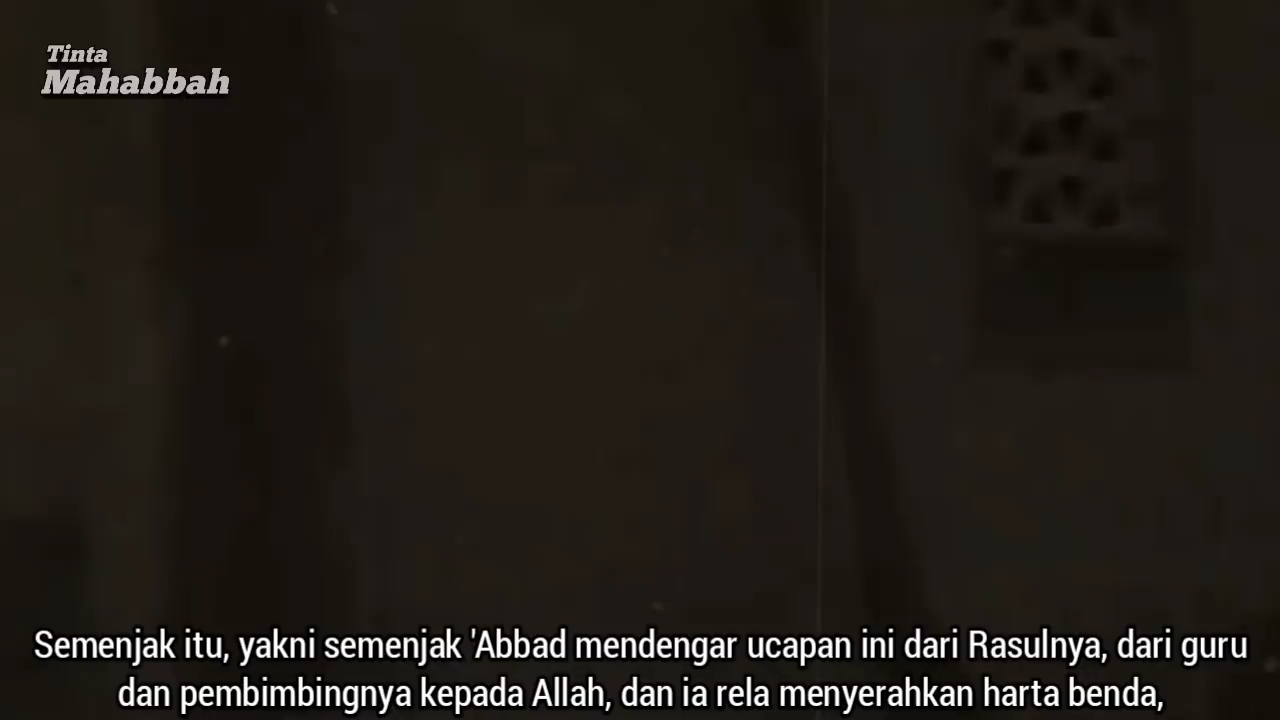 Tinta
Mahabbah
Semenjak itu, yakni semenjak 'Abbad mendengar ucapan ini dari Rasulnya, dari guru
dan pembimbingnya kepada Allah, dan ia rela menyerahkan harta benda,